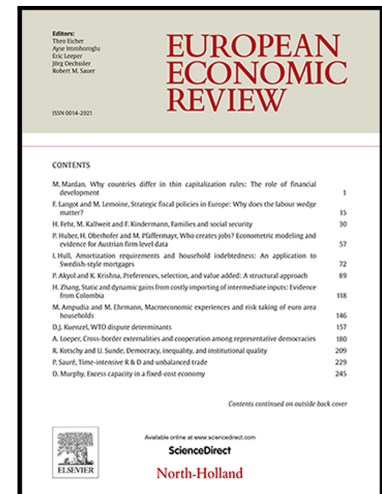 Editors:
Theo Eicher
Ayse Imrohoroglu
Eric Leeper
Jörg Oechssler
Robert M. Sauer
EUROPEAN
ECONOMIC
REVIEW
ISSN 0014-2921
CONTENTS
M. Mardan, Why countries differ in thin capitalization rules: The role of financial
development 1
F. Langot and M. Lemoine, Strategic fiscal policies in Europe: Why does the labour wedge
matter? 15
H. Fehr, M. Kallweit and F. Kindermann, Families and social security 30
P. Huber, H. Oberhofer and M. Pfaffermayr, Who creates jobs? Econometric modeling and
evidence for Austrian firm level data 57
I. Hull, Amortization requirements and household indebtedness: An application to
Swedish-style mortgages 72
P. Akyol and K. Krishna, Preferences, selection, and value added: A structural approach 89
H. Zhang, Static and dynamic gains from costly importing of intermediate inputs: Evidence
from Colombia 118
M. Ampudia and M. Ehrmann, Macroeconomic experiences and risk taking of euro area
households 146
D.J. Kuenzel, WTO dispute determinants 157
A. Loeper, Cross-border externalities and cooperation among representative democracies 180
R. Kotschy and U. Sunde, Democracy, inequality, and institutional quality 209
P. Sauré, Time-intensive R & D and unbalanced trade 229
D. Murphy, Excess capacity in a fixed-cost economy 245
Contents continued on outside back cover
Available online at www.sciencedirect.com
ScienceDirect
ELSEVIER
North-Holland